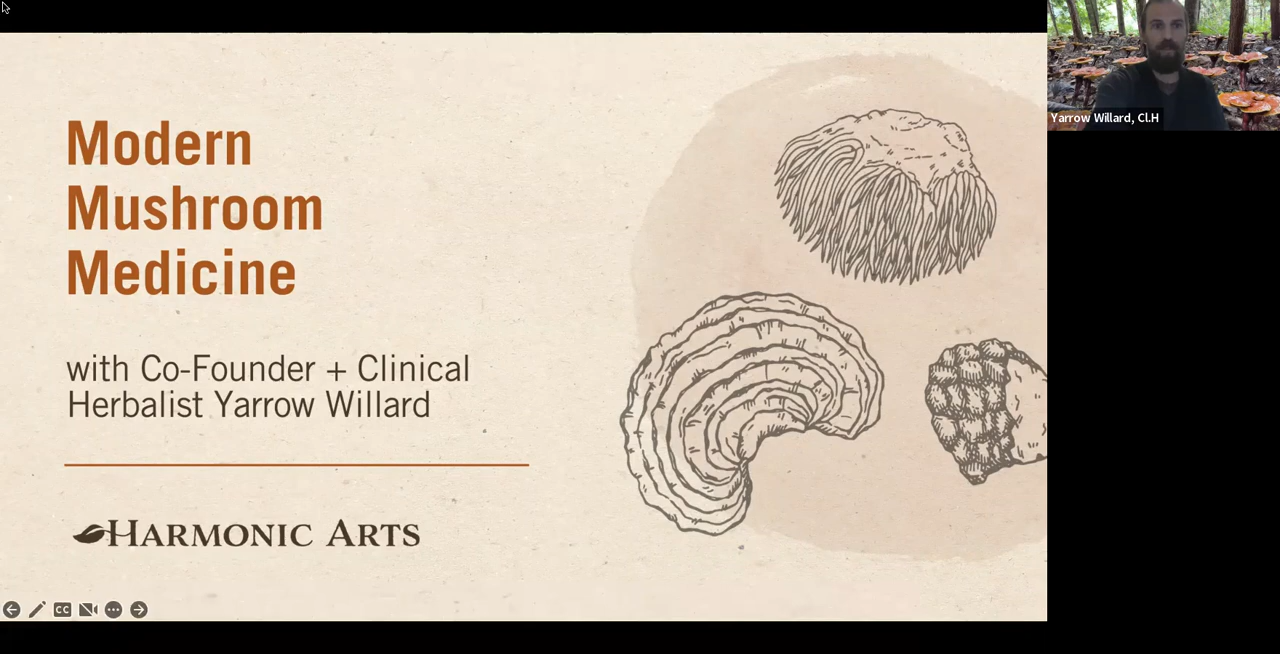 Modern
Mushroom
Medicine
with Co-Founder + Clinical
Herbalist Yarrow Willard
HARMONIC ARTS
CC
Yarrow Willard, Cl.H